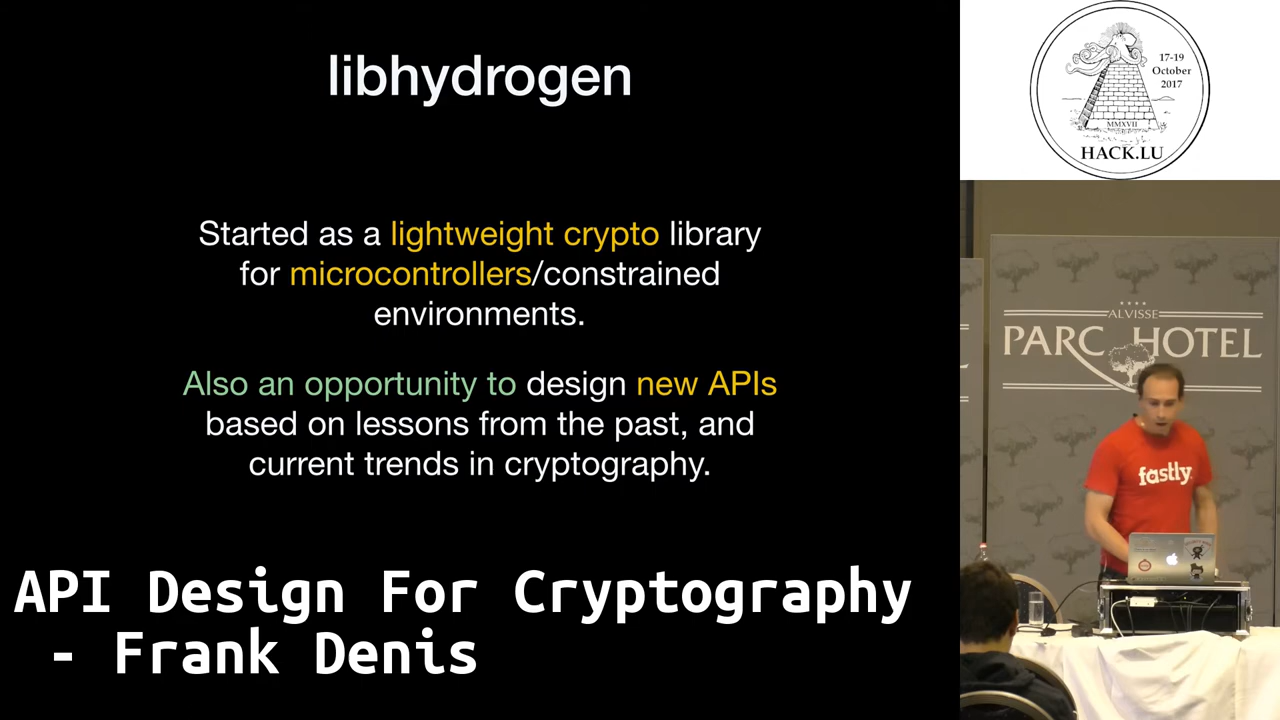 libhydrogen
Started as a lightweight crypto library
for microcontrollers/constrained
environments.
Also an opportunity to design new APIs
based on lessons from the past, and
current trends in cryptography.
API Design For Cryptography
- Frank Denis
17-19
October
2017
MMXVII
HACK.LU
ALVISSE
PARC HOTEL
fastly